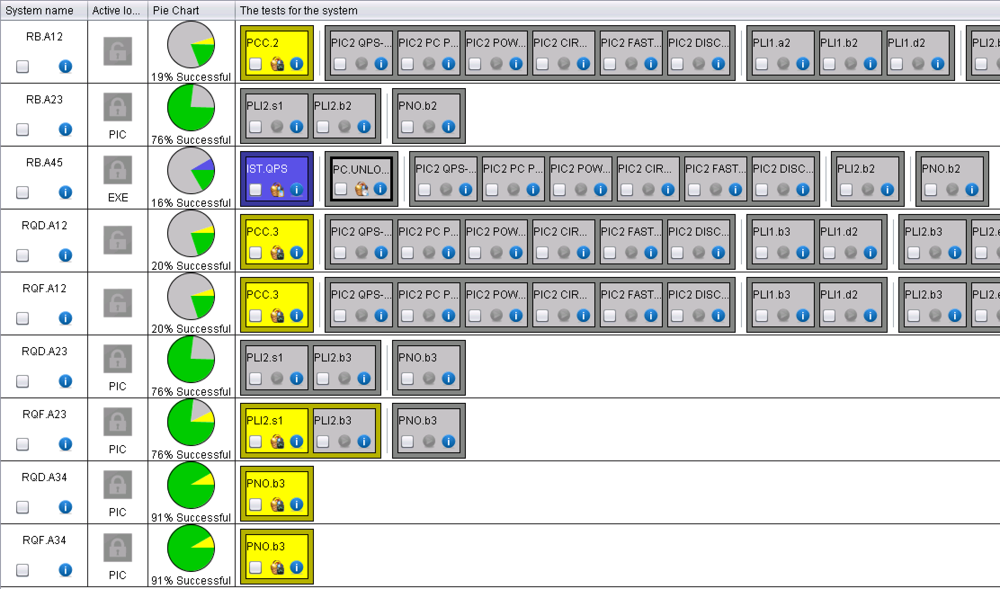 System name Active lo... Pie Chart The tests for the system
RB.A12 PCC.2 PIC2 QPS-... PIC2 PC P... PIC2 POW... PIC2 CIR... PIC2 FAST... PIC2 DISC... PLI1.a2 PLI1.b2 PLI1.d2
19% Successful
RB.A23 PLI2.s1 PLI2.b2 PNO.b2
PIC
76% Successful
RB.A45 IST.QPS PC.UNLO... PIC2 QPS-... PIC2 PC P... PIC2 POW... PIC2 CIR... PIC2 FAST... PIC2 DISC... PLI2.b2 PNO.b2
EXE
16% Successful
RQD.A12 PCC.3 PIC2 QPS-... PIC2 PC P... PIC2 POW... PIC2 CIR... PIC2 FAST... PIC2 DISC... PLI1.b3 PLI1.d2 PLI2.b3
20% Successful
RQF.A12 PCC.3 PIC2 QPS-... PIC2 PC P... PIC2 POW... PIC2 CIR... PIC2 FAST... PIC2 DISC... PLI1.b3 PLI1.d2 PLI2.b3
20% Successful
RQD.A23 PLI2.s1 PLI2.b3 PNO.b3
PIC
76% Successful
RQF.A23 PLI2.s1 PLI2.b3 PNO.b3
PIC
76% Successful
RQD.A34 PNO.b3
PIC
91% Successful
RQF.A34 PNO.b3
PIC
91% Successful